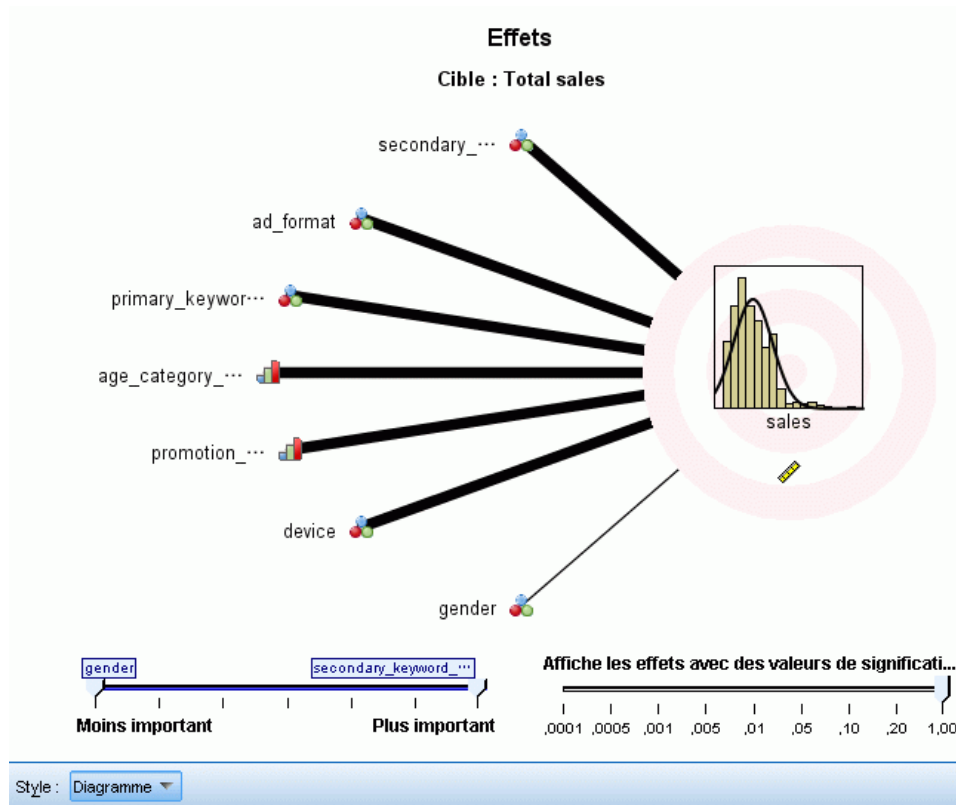 Effets
Cible : Total sales
secondary_···
ad_format
primary_keywor···
age_category_···
promotion_···
device
gender
sales
gender
secondary_keyword_···
Moins important
Plus important
Affiche les effets avec des valeurs de significati...
,0001 ,0005 ,001 ,005 ,01 ,05 ,10 ,20 1,00
Style : Diagramme